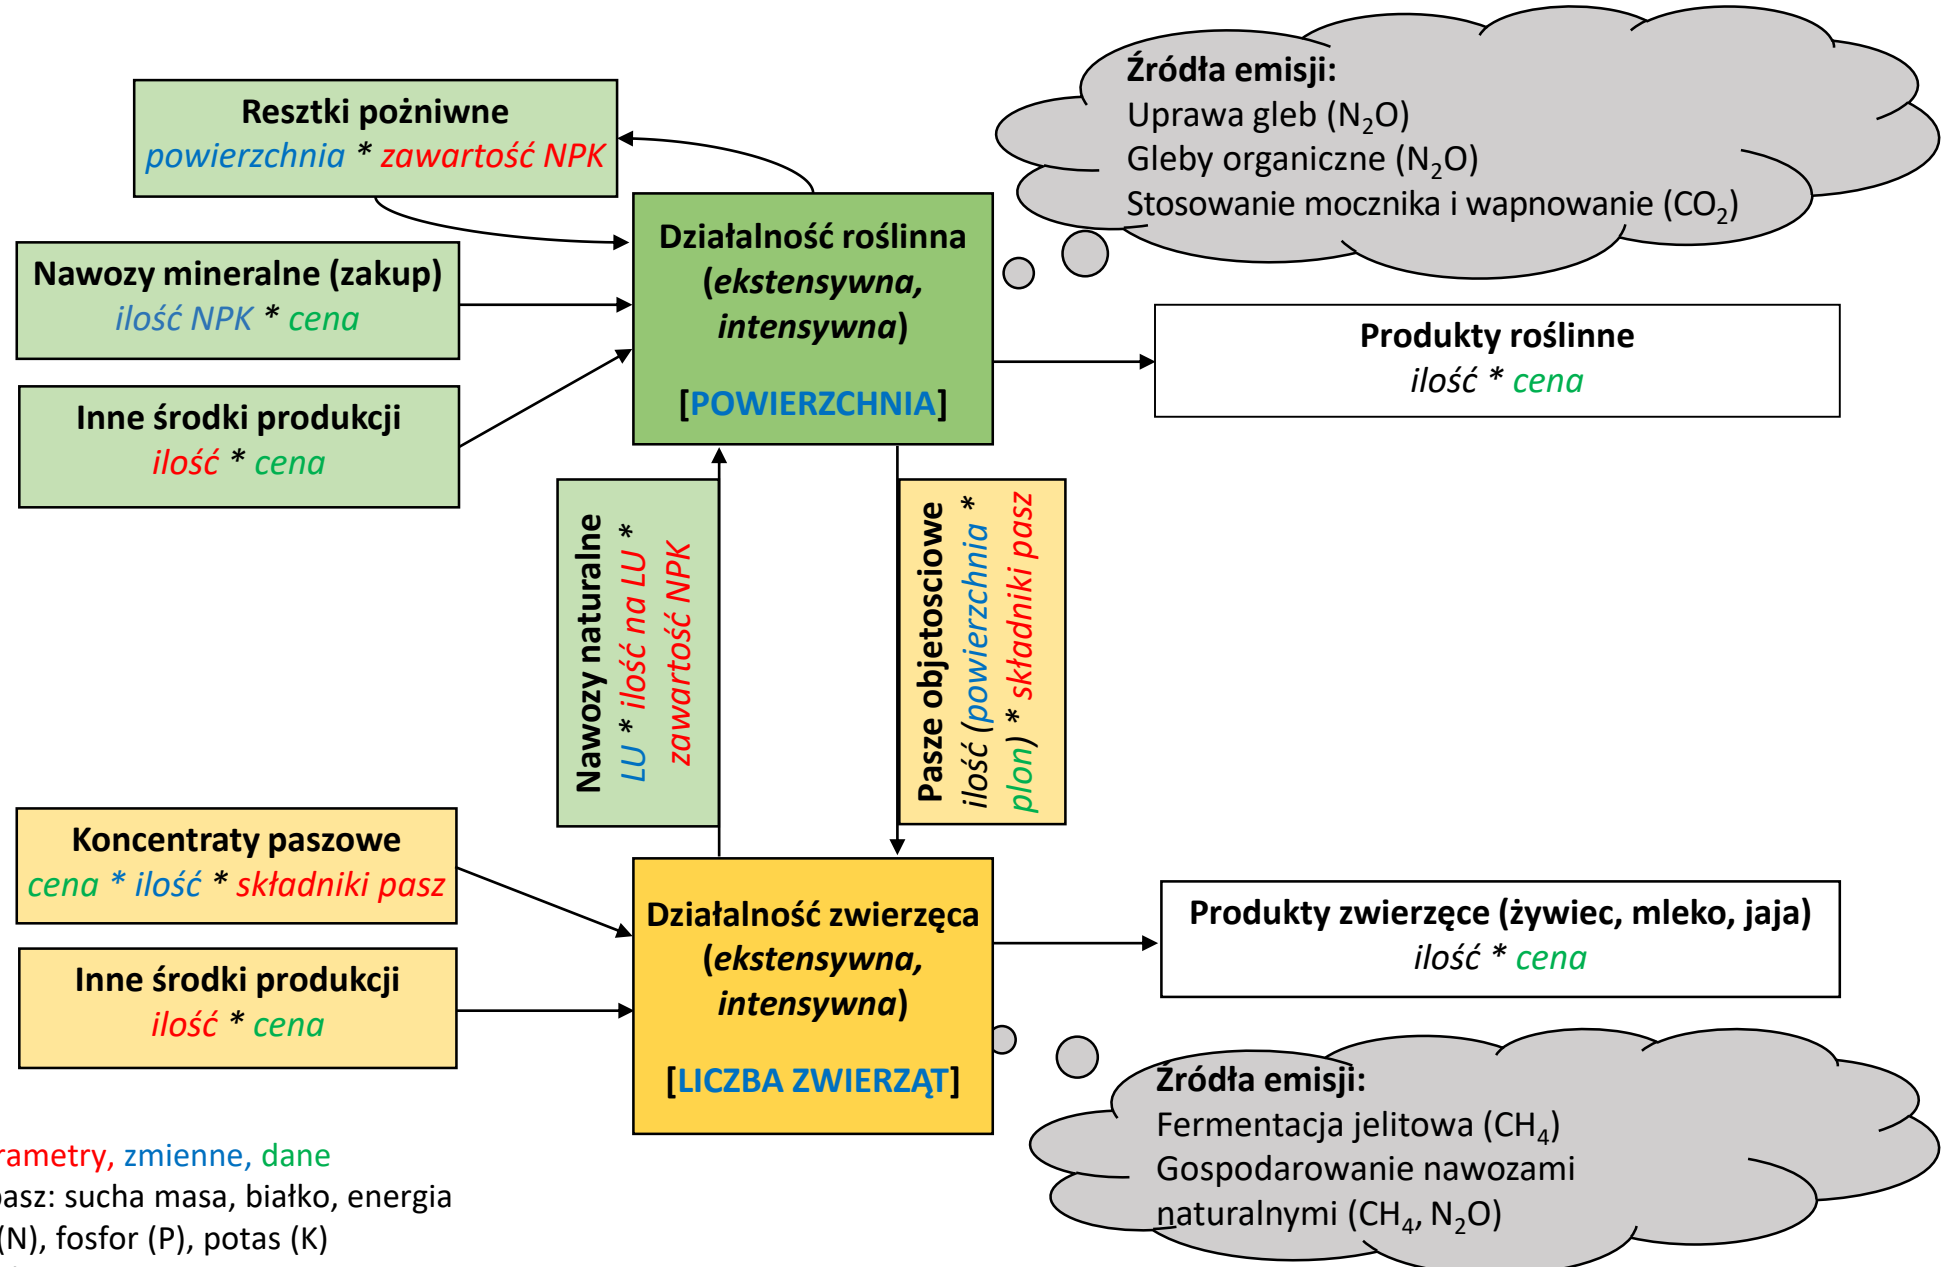 Źródła emisji:
Uprawa gleb (N₂O)
Gleby organiczne (N₂O)
Stosowanie mocznika i wapnowanie (CO₂)
Resztki pożniwne
powierzchnia * zawartość NPK
Nawozy mineralne (zakup)
ilość NPK * cena
Inne środki produkcji
ilość * cena
Działalność roślinna
(ekstensywna,
intensywna)
[POWIERZCHNIA]
Produkty roślinne
ilość * cena
Nawozy naturalne
LU * ilość na LU *
zawartość NPK
Pasze objetosciowe
ilość (powierzchnia *
plon) * składniki pasz
Koncentraty paszowe
cena * ilość * składniki pasz
Inne środki produkcji
ilość * cena
Działalność zwierzęca
(ekstensywna,
intensywna)
[LICZBA ZWIERZĄT]
Produkty zwierzęce (żywiec, mleko, jaja)
ilość * cena
Źródła emisji:
Fermentacja jelitowa (CH₄)
Gospodarowanie nawozami
naturalnymi (CH₄, N₂O)
rametry, zmienne, dane
pasz: sucha masa, białko, energia
(N), fosfor (P), potas (K)